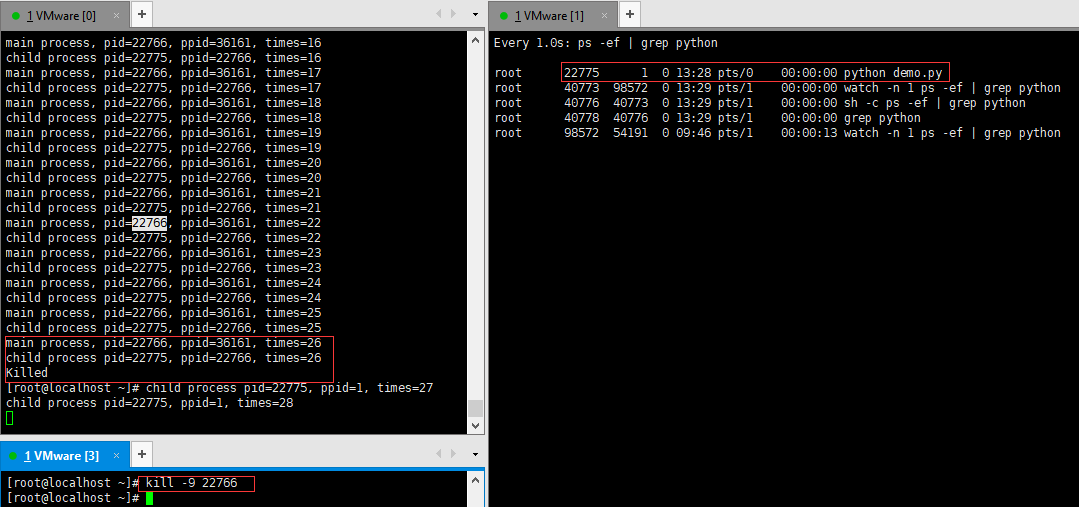 1 VMware [0] × +
main process, pid=22766, ppid=36161, times=16
child process pid=22775, ppid=22766, times=16
main process, pid=22766, ppid=36161, times=17
child process pid=22775, ppid=22766, times=17
main process, pid=22766, ppid=36161, times=18
child process pid=22775, ppid=22766, times=18
main process, pid=22766, ppid=36161, times=19
child process pid=22775, ppid=22766, times=19
main process, pid=22766, ppid=36161, times=20
child process pid=22775, ppid=22766, times=20
main process, pid=22766, ppid=36161, times=21
child process pid=22775, ppid=22766, times=21
main process, pid=22766, ppid=36161, times=22
child process pid=22775, ppid=22766, times=22
main process, pid=22766, ppid=36161, times=23
child process pid=22775, ppid=22766, times=23
main process, pid=22766, ppid=36161, times=24
child process pid=22775, ppid=22766, times=24
main process, pid=22766, ppid=36161, times=25
child process pid=22775, ppid=22766, times=25
main process, pid=22766, ppid=36161, times=26
child process pid=22775, ppid=22766, times=26
Killed
[root@localhost ~]# child process pid=22775, ppid=1, times=27
child process pid=22775, ppid=1, times=28
1 VMware [3] × +
[root@localhost ~]# kill -9 22766
[root@localhost ~]#
1 VMware [1] × +
Every 1.0s: ps -ef | grep python
root 22775 1 0 13:28 pts/0 00:00:00 python demo.py
root 40773 98572 0 13:29 pts/1 00:00:00 watch -n 1 ps -ef | grep python
root 40776 40773 0 13:29 pts/1 00:00:00 sh -c ps -ef | grep python
root 40778 40776 0 13:29 pts/1 00:00:00 grep python
root 98572 54191 0 09:46 pts/1 00:00:13 watch -n 1 ps -ef | grep python